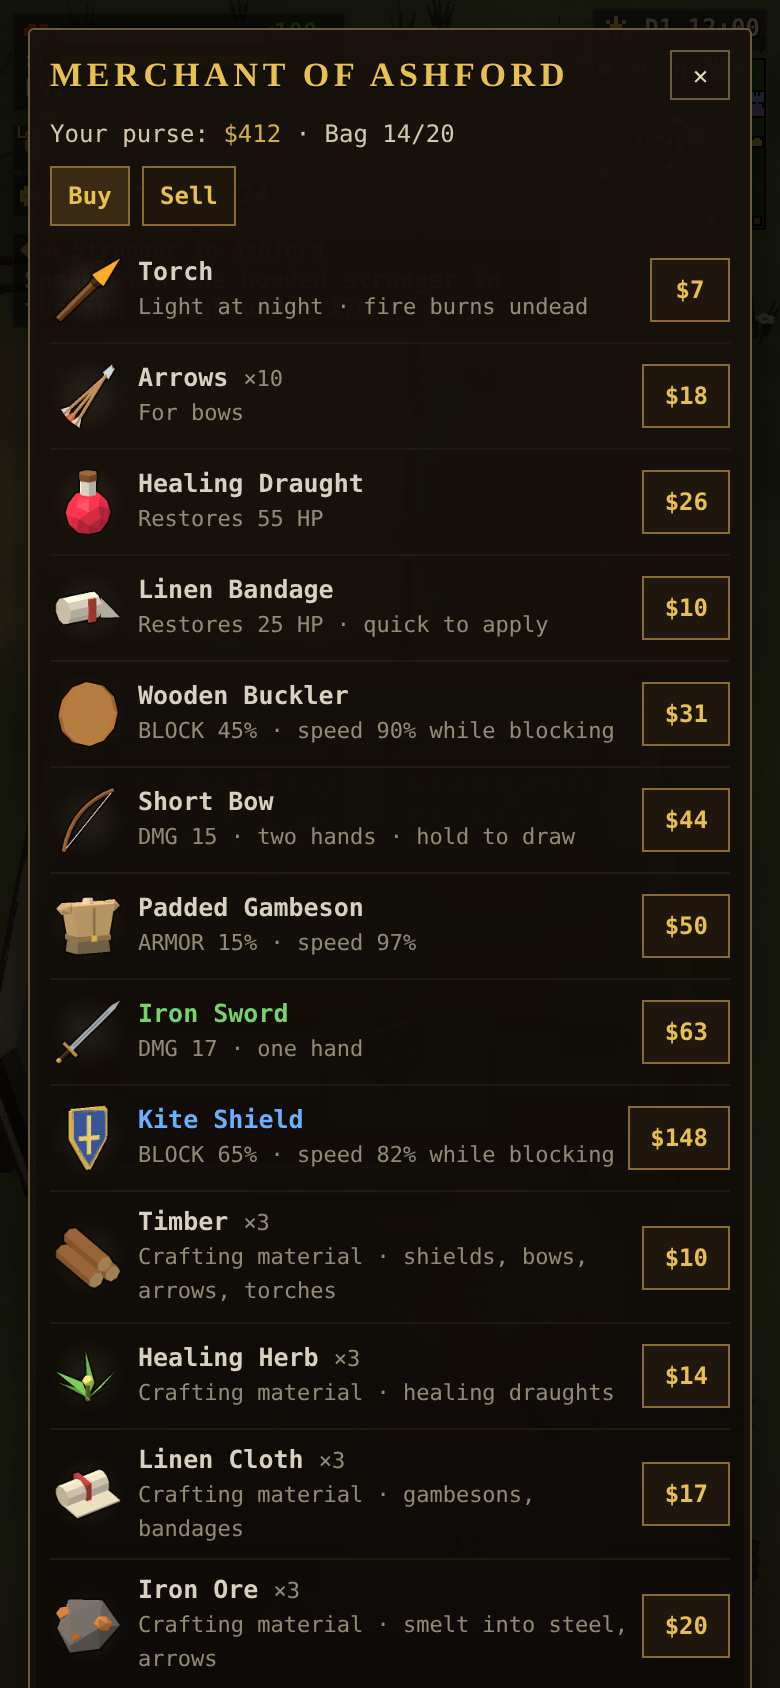 D1 12:00
MERCHANT OF ASHFORD
×
Your purse: $412 · Bag 14/20
Buy
Sell
A Stranger in Ashford
Torch
Light at night · fire burns undead
$7
Arrows ×10
For bows
$18
Healing Draught
Restores 55 HP
$26
Linen Bandage
Restores 25 HP · quick to apply
$10
Wooden Buckler
BLOCK 45% · speed 90% while blocking
$31
Short Bow
DMG 15 · two hands · hold to draw
$44
Padded Gambeson
ARMOR 15% · speed 97%
$50
Iron Sword
DMG 17 · one hand
$63
Kite Shield
BLOCK 65% · speed 82% while blocking
$148
Timber ×3
Crafting material · shields, bows,
arrows, torches
$10
Healing Herb ×3
Crafting material · healing draughts
$14
Linen Cloth ×3
Crafting material · gambesons,
bandages
$17
Iron Ore ×3
Crafting material · smelt into steel,
arrows
$20